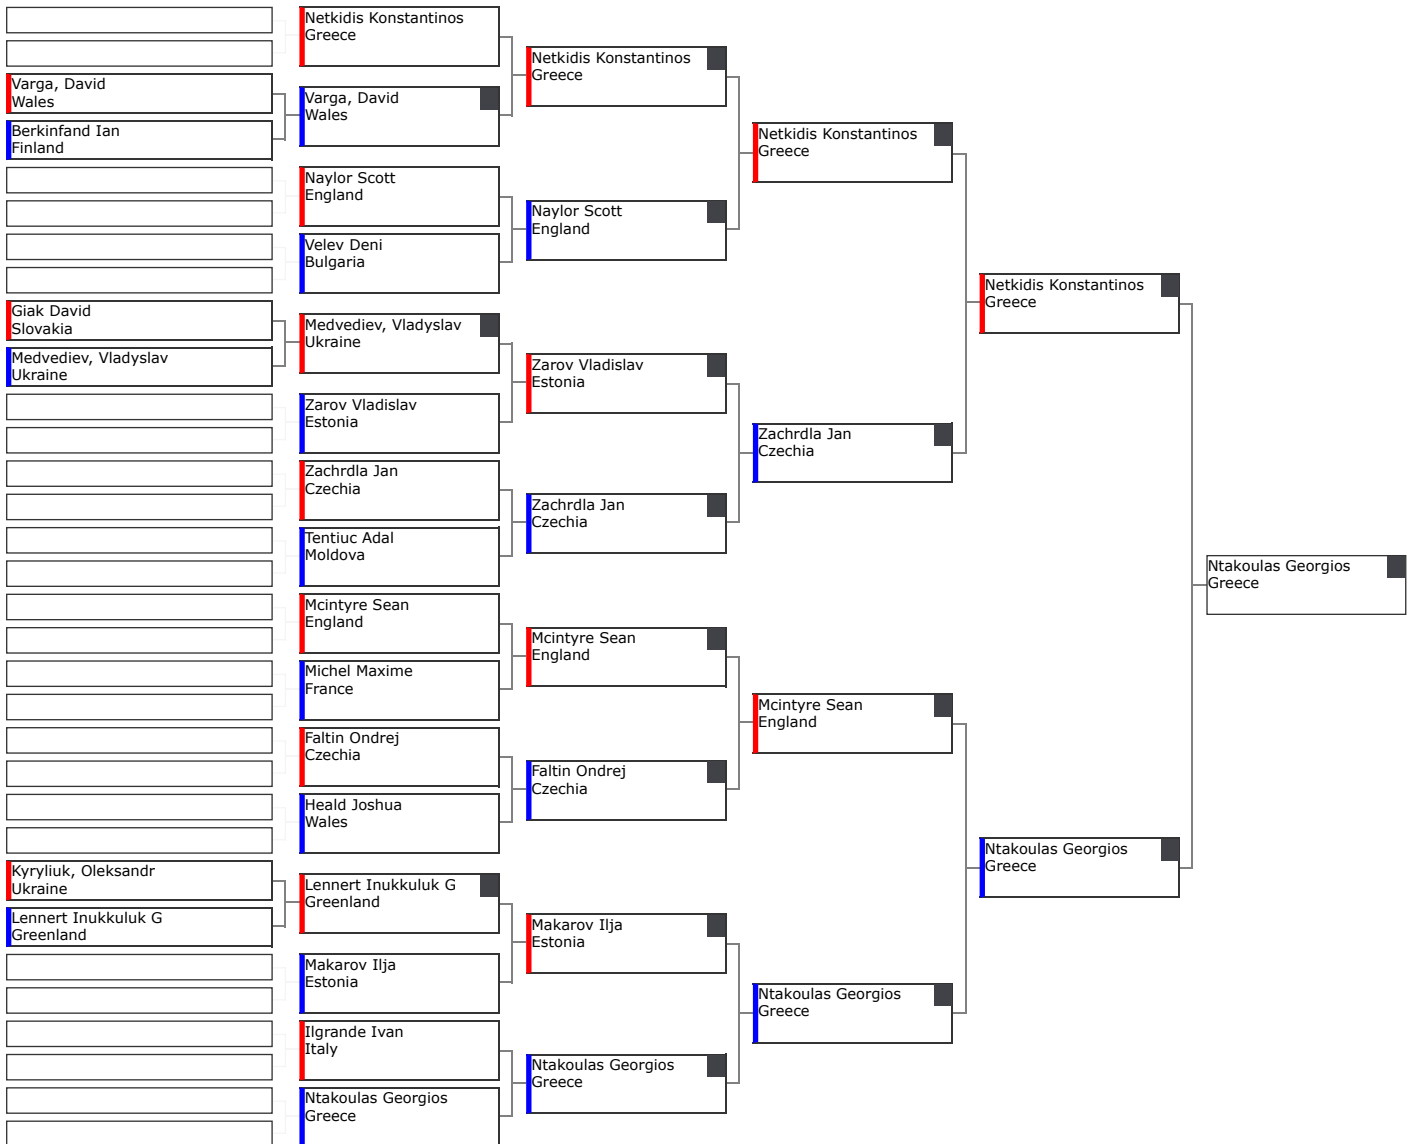 Varga, David
Wales
Berkinfand Ian
Finland
Giak David
Slovakia
Medvediev, Vladyslav
Ukraine
Kyryliuk, Oleksandr
Ukraine
Lennert Inukkuluk G
Greenland
Netkidis Konstantinos
Greece
Varga, David
Wales
Naylor Scott
England
Velev Deni
Bulgaria
Medvediev, Vladyslav
Ukraine
Zarov Vladislav
Estonia
Zachrdla Jan
Czechia
Tentiuc Adal
Moldova
Mcintyre Sean
England
Michel Maxime
France
Faltin Ondrej
Czechia
Heald Joshua
Wales
Lennert Inukkuluk G
Greenland
Makarov Ilja
Estonia
Ilgrande Ivan
Italy
Ntakoulas Georgios
Greece
Netkidis Konstantinos
Greece
Naylor Scott
England
Zarov Vladislav
Estonia
Zachrdla Jan
Czechia
Mcintyre Sean
England
Faltin Ondrej
Czechia
Makarov Ilja
Estonia
Ntakoulas Georgios
Greece
Netkidis Konstantinos
Greece
Zachrdla Jan
Czechia
Mcintyre Sean
England
Ntakoulas Georgios
Greece
Netkidis Konstantinos
Greece
Ntakoulas Georgios
Greece
Ntakoulas Georgios
Greece